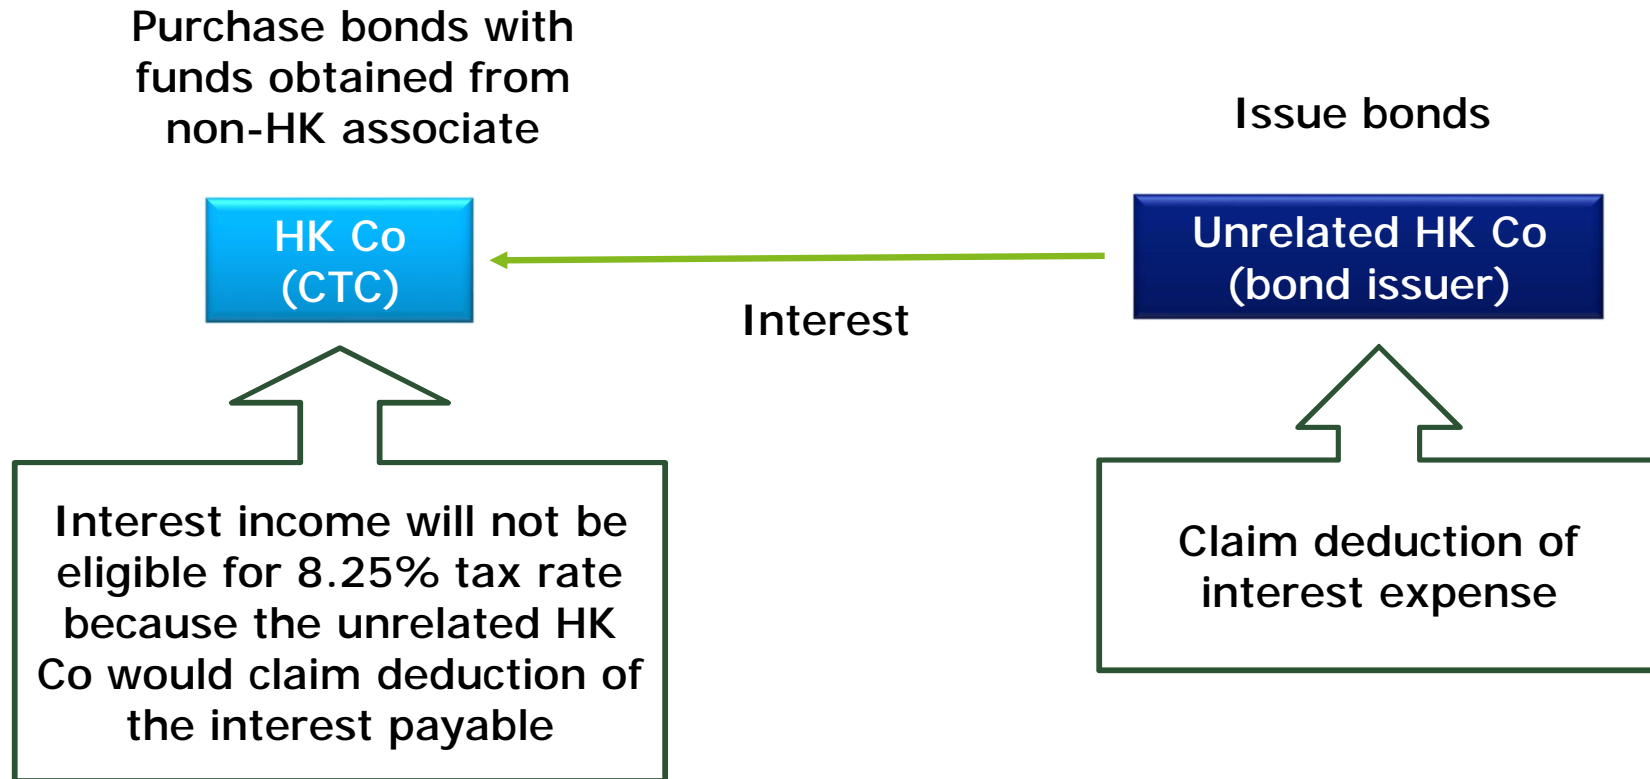 Purchase bonds with
funds obtained from
non-HK associate
Issue bonds
HK Co
(CTC)
Unrelated HK Co
(bond issuer)
Interest
Interest income will not be
eligible for 8.25% tax rate
because the unrelated HK
Co would claim deduction of
the interest payable
Claim deduction of
interest expense